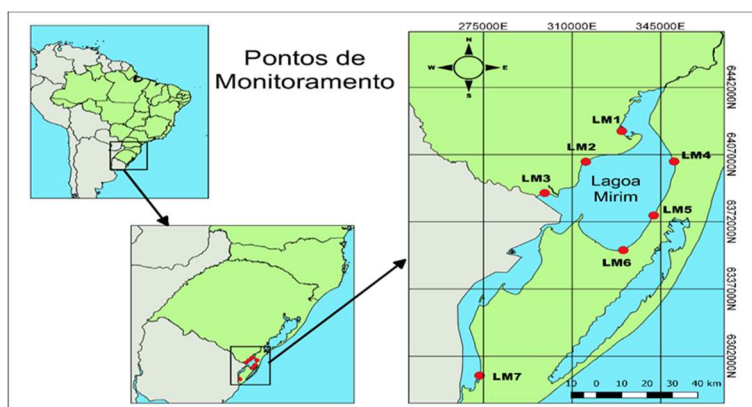 Pontos de
Monitoramento
275000E 310000E 345000E
N
W E
S
6442000N
LM1
6407000N
LM2
LM4
LM3
Lagoa
Mirim
LM5
6372000N
LM6
6337000N
6302000N
LM7
10 0 10 20 30 40 km